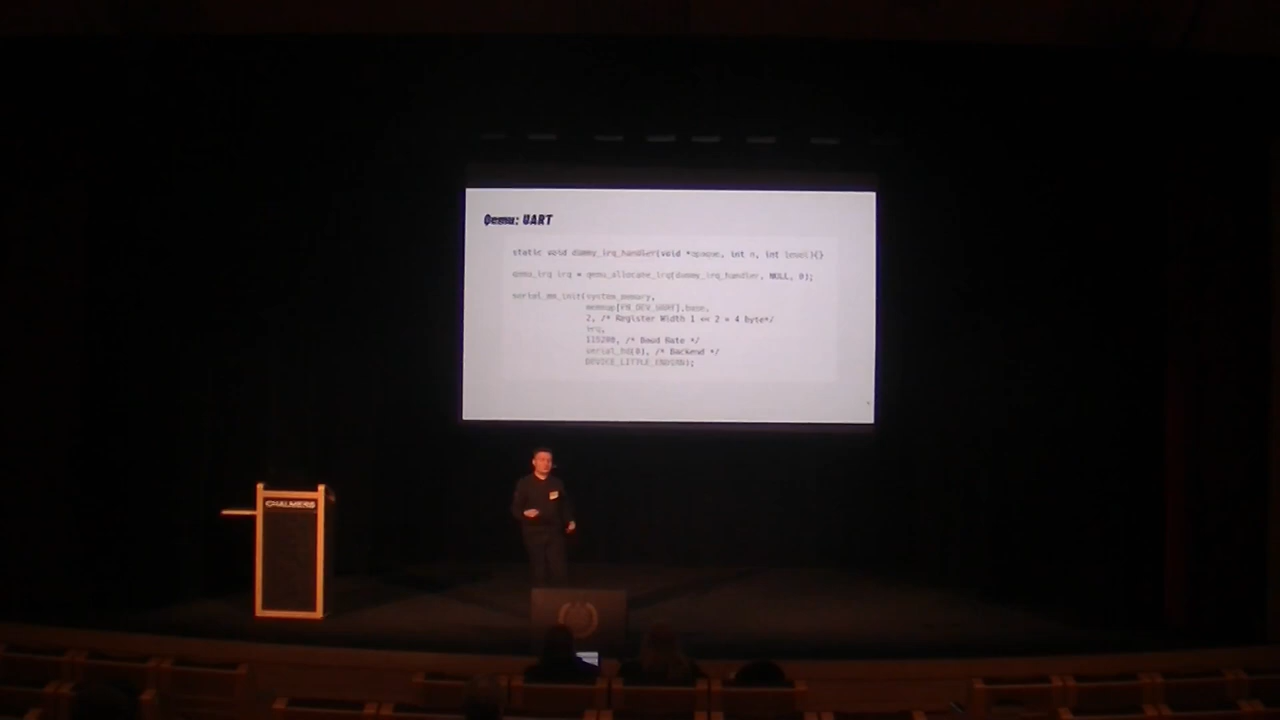 Qemu: UART
static void dummy_irq_handler(void *opaque, int n, int level){}
qemu_irq irq = qemu_allocate_irq(dummy_irq_handler, NULL, 0);
serial_mm_init(system_memory,
memmap[FR_DEV_UART].base,
2, /* Register Width 1 << 2 = 4 byte*/
irq,
115200, /* Baud Rate */
serial_hd(0), /* Backend */
DEVICE_LITTLE_ENDIAN);
CHALMERS